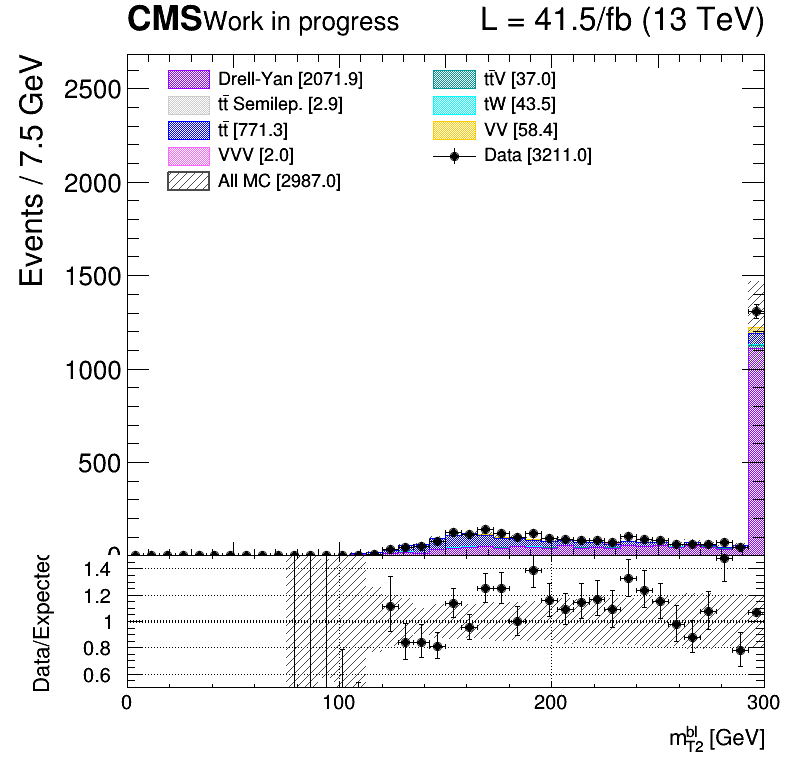 CMS Work in progress L = 41.5/fb (13 TeV)
Events / 7.5 GeV
2500
2000
1500
1000
500
0
Drell-Yan [2071.9]
tt̄ Semilep. [2.9]
tt̄ [771.3]
VVV [2.0]
All MC [2987.0]
tt̄V [37.0]
tW [43.5]
VV [58.4]
Data [3211.0]
Data/Expected
1.4
1.2
1
0.8
0.6
0 100 200 300
m_{T2}^{bl} [GeV]